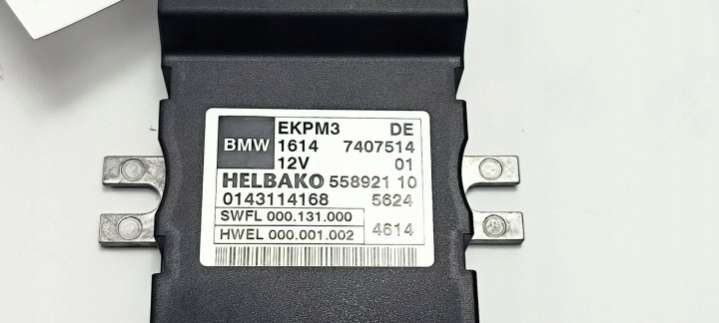 BMW EKPM3 DE
1614 7407514
12V 01
HELBAKO 558921 10
0143114168 5624
SWFL 000.131.000
HWEL 000.001.002 4614